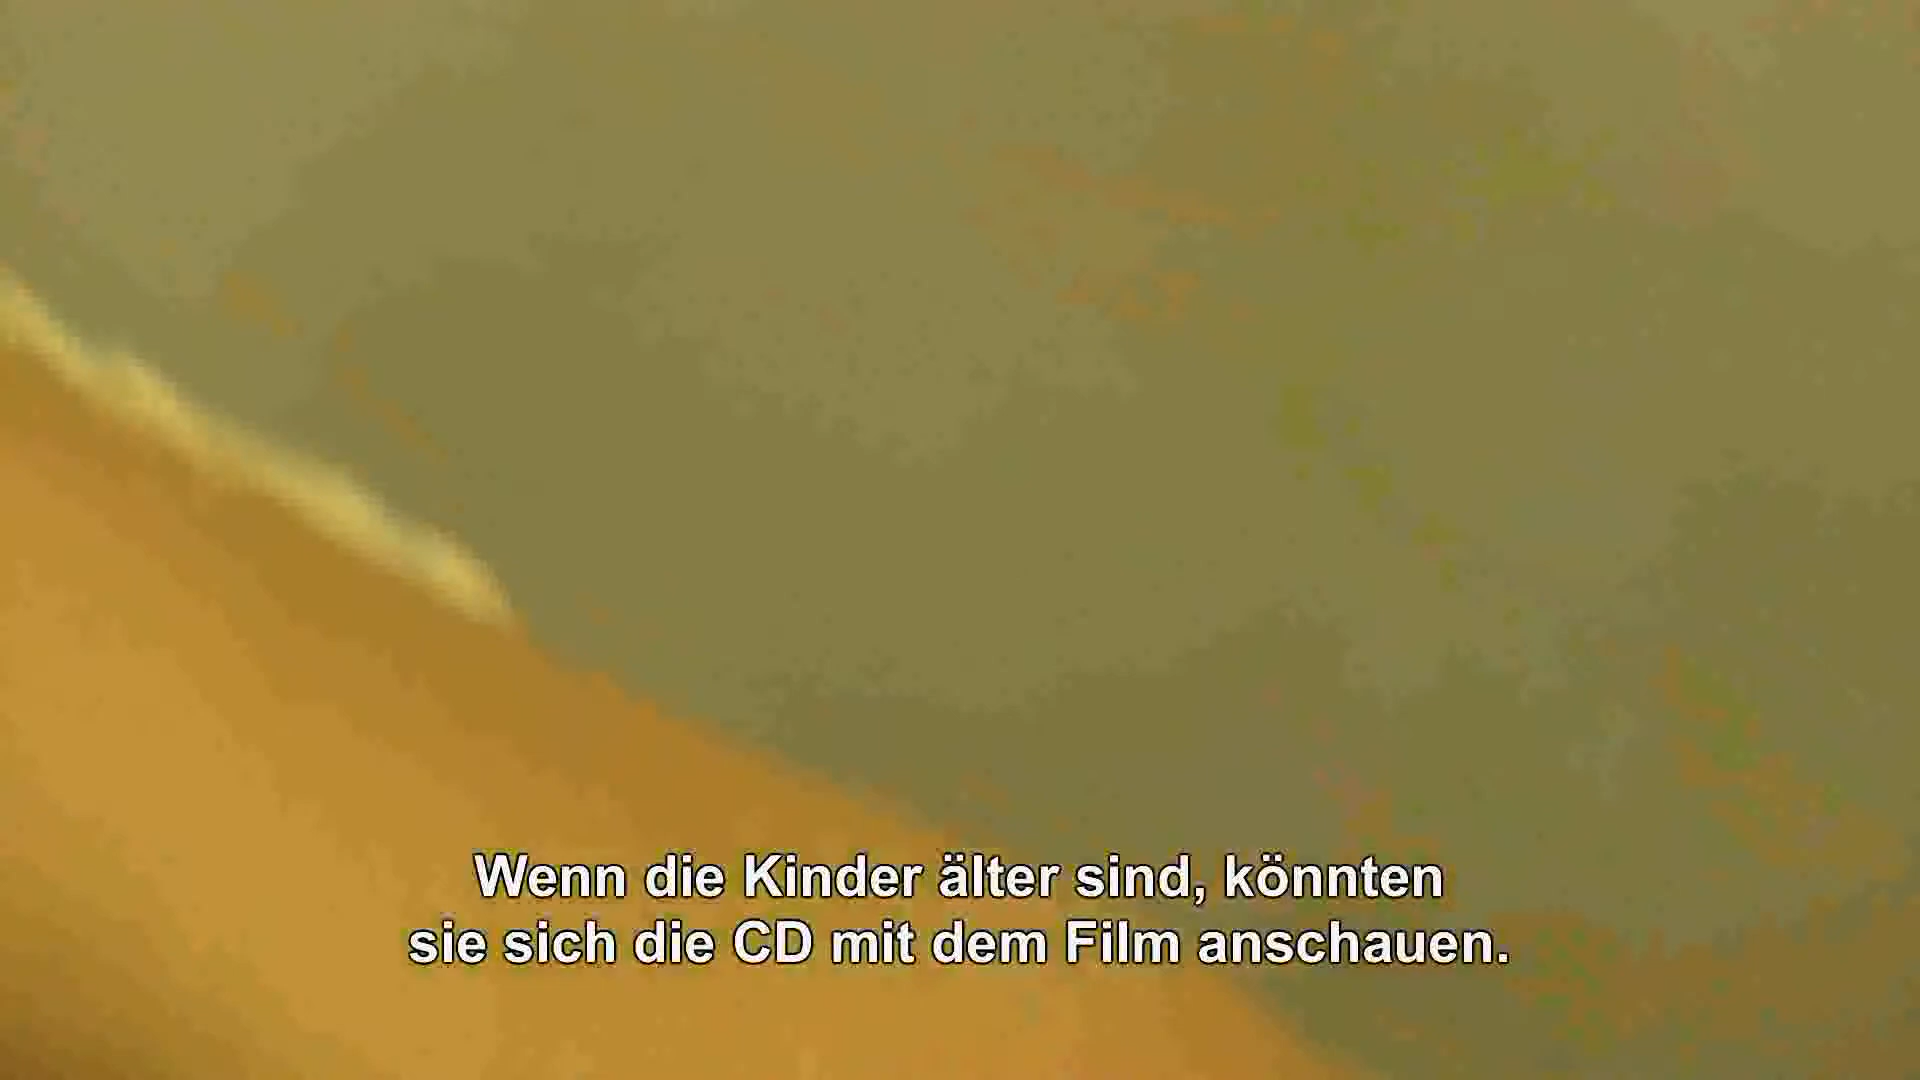 Wenn die Kinder älter sind, könnten
sie sich die CD mit dem Film anschauen.